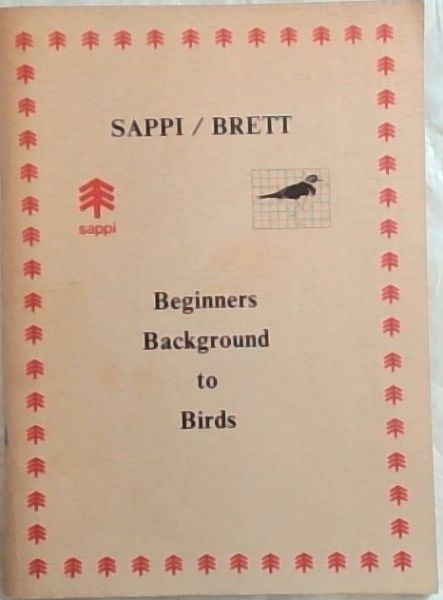 SAPPI / BRETT
sappi
Beginners
Background
to
Birds